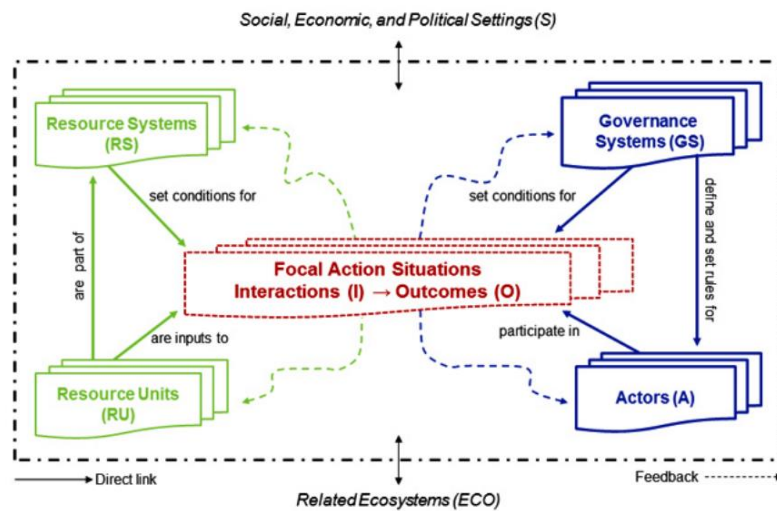 Social, Economic, and Political Settings (S)
Resource Systems
(RS)
Governance
Systems (GS)
set conditions for
set conditions for
define and set rules for
are part of
Focal Action Situations
Interactions (I) → Outcomes (O)
are inputs to
participate in
Resource Units
(RU)
Actors (A)
Direct link
Feedback
Related Ecosystems (ECO)